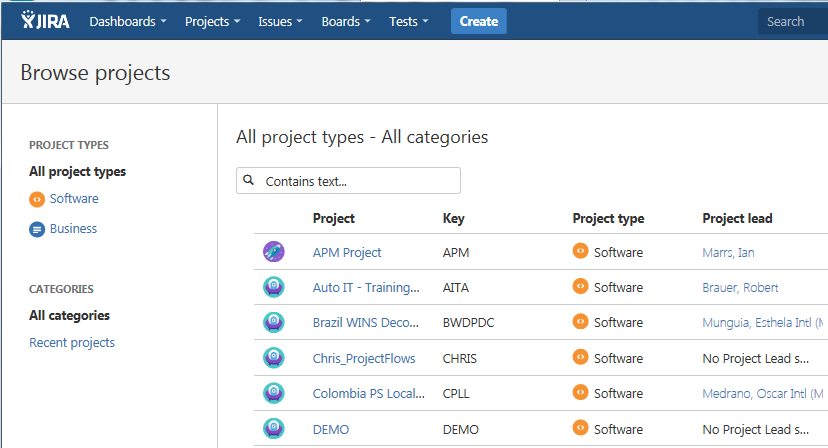 JIRA Dashboards Projects Issues Boards Tests Create Search
Browse projects
PROJECT TYPES
All project types
Software
Business
CATEGORIES
All categories
Recent projects
All project types - All categories
Contains text...
Project Key Project type Project lead
APM Project APM Software Marrs, Ian
Auto IT - Training... AITA Software Brauer, Robert
Brazil WINS Deco... BWDPDC Software Munguia, Esthela Intl (M
Chris_ProjectFlows CHRIS Software No Project Lead s...
Colombia PS Local... CPLL Software Medrano, Oscar Intl (M
DEMO DEMO Software No Project Lead s...